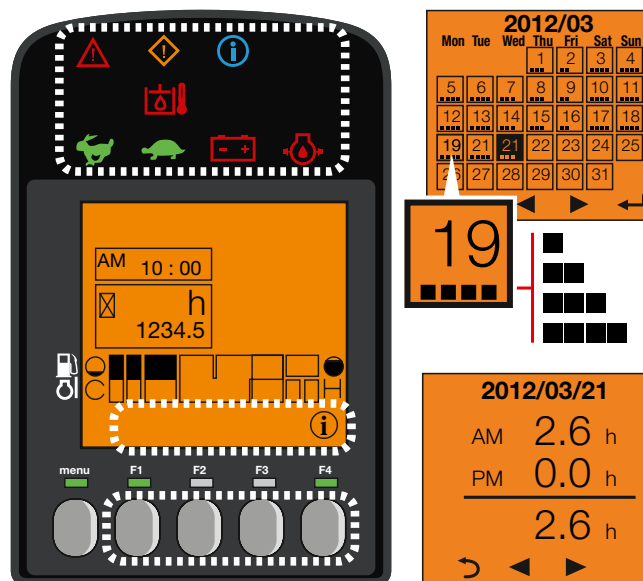 AM 10 : 00
h
1234.5
C H
menu F1 F2 F3 F4
2012/03
Mon Tue Wed Thu Fri Sat Sun
1 2 3 4
5 6 7 8 9 10 11
12 13 14 15 16 17 18
19 21 21 22 23 24 25
26 27 28 29 30 31
19
2012/03/21
AM 2.6 h
PM 0.0 h
2.6 h